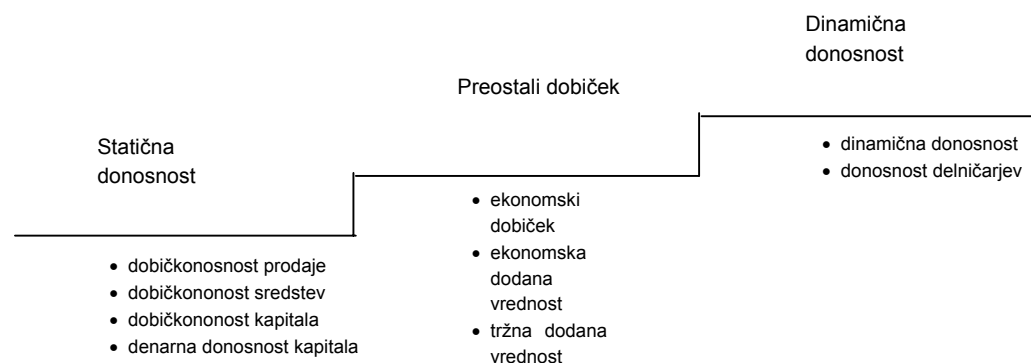 Statična
donosnost
• dobičkonosnost prodaje
• dobičkononost sredstev
• dobičkononost kapitala
• denarna donosnost kapitala
Preostali dobiček
• ekonomski
dobiček
• ekonomska
dodana
vrednost
• tržna dodana
vrednost
Dinamična
donosnost
• dinamična donosnost
• donosnost delničarjev